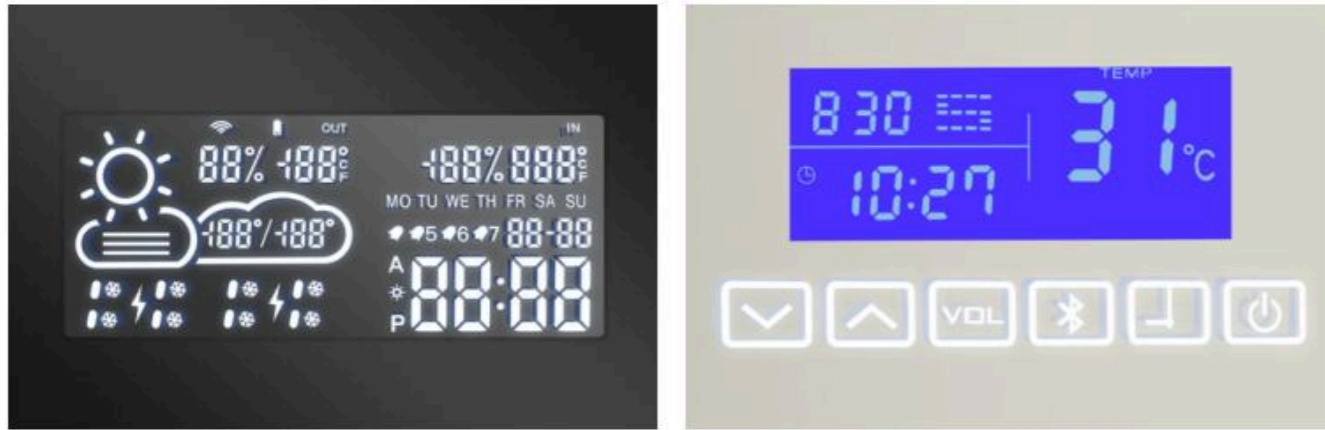 OUT
IN
88% -188°C F
-188% 888°C F
MO TU WE TH FR SA SU
-188°/-188°
5 6 7 88-88
A
88:88
P
TEMP
830
31°C
10:27
VOL